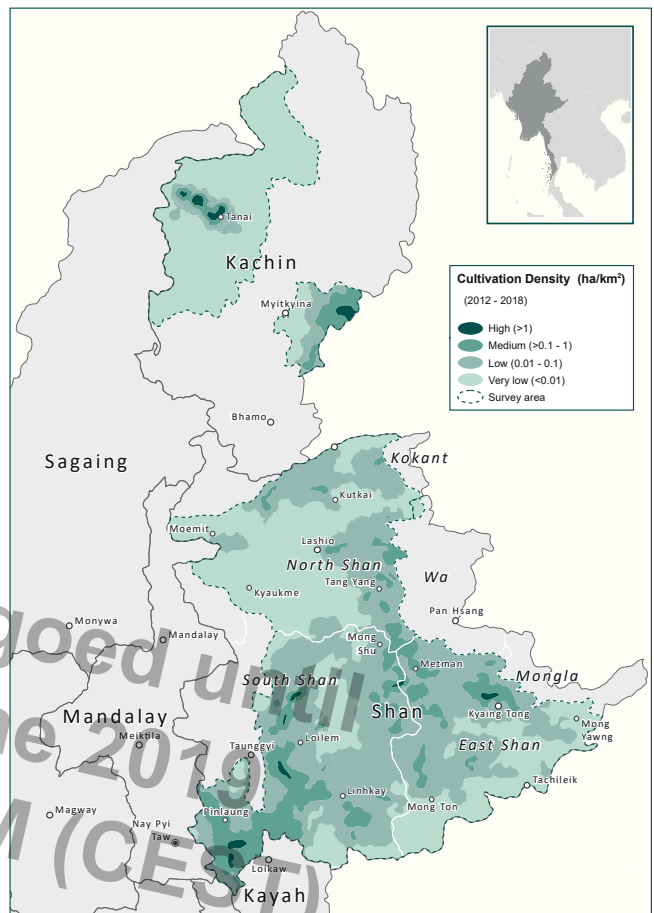 Tanai
Kachin
Myitkyina
Cultivation Density (ha/km²)
(2012 - 2018)
High (>1)
Medium (>0.1 - 1)
Low (0.01 - 0.1)
Very low (<0.01)
Survey area
Bhamo
Sagaing
Kokant
Kutkai
Moemit
Lashio
North Shan
Wa
Tang Yang
Kyaukme
Pan Hsang
Monywa
Mandalay
Mong
Shu
Metman
Mongla
South Shan
Mandalay
Shan
Kyaing Tong
Mong
Yawng
Meiktila
Taunggyi
Loilem
East Shan
Tachileik
Linhkay
Mong Ton
Magway
Nay Pyi
Taw
Pinlaung
Loikaw
Kayah
goed until
ne 2019
M (CEST)